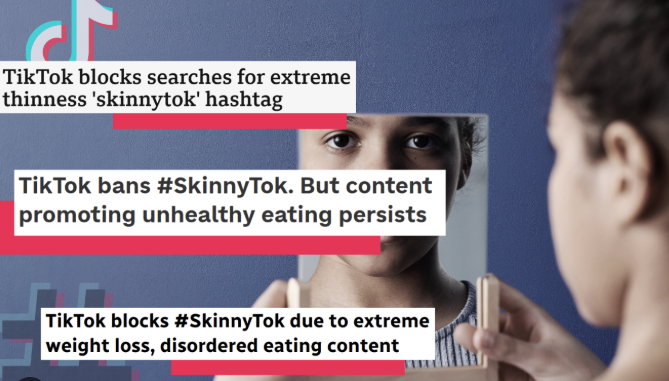 TikTok blocks searches for extreme
thinness 'skinnytok' hashtag
TikTok bans #SkinnyTok. But content
promoting unhealthy eating persists
#
TikTok blocks #SkinnyTok due to extreme
weight loss, disordered eating content